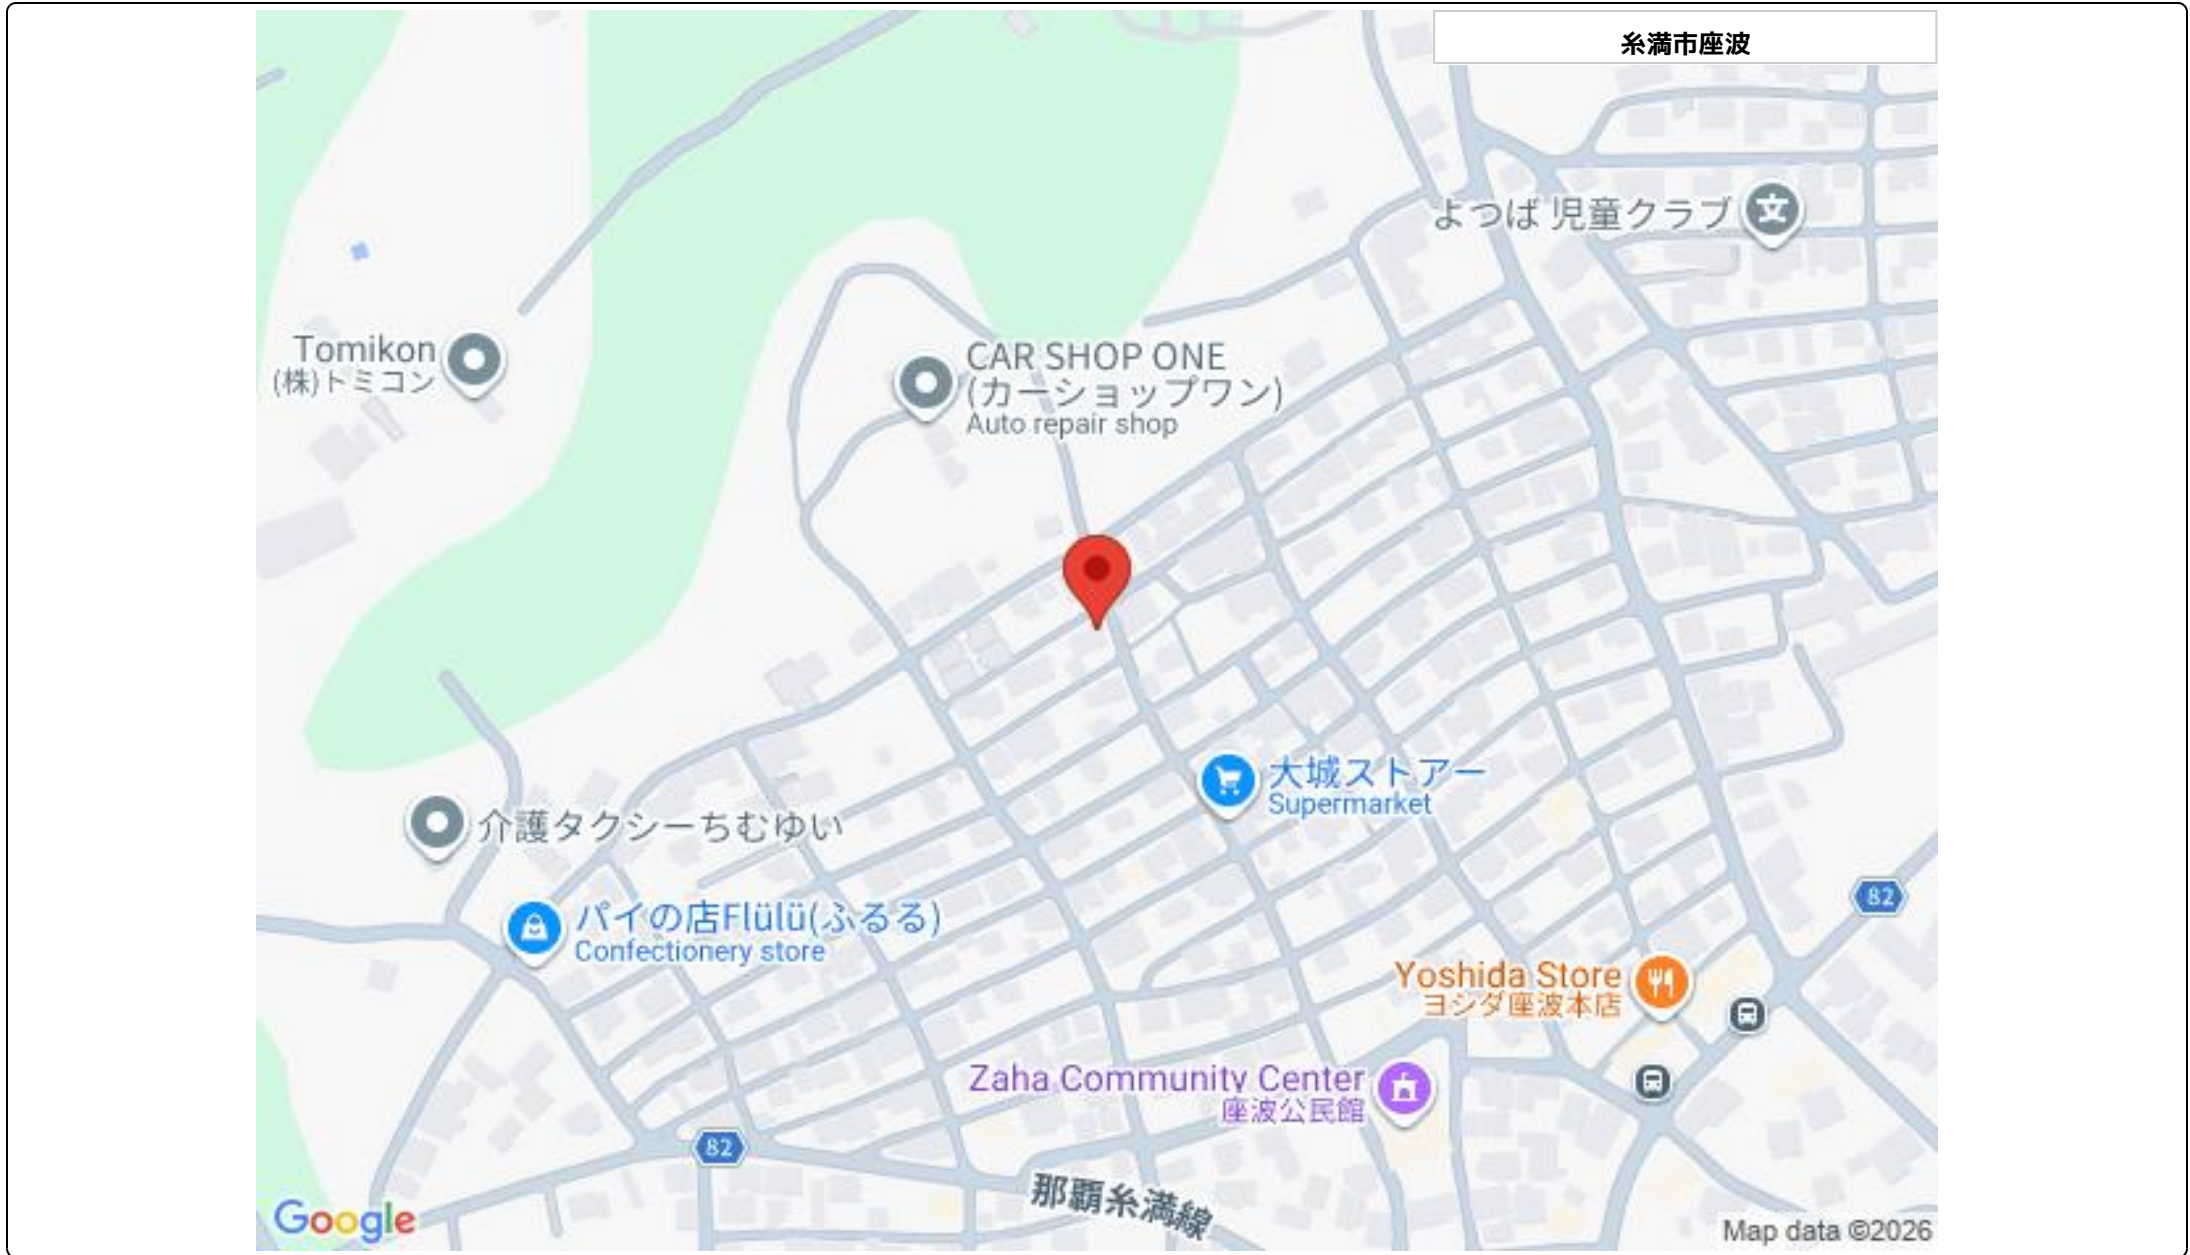 糸満市座波
よつば 児童クラブ
Tomikon
(株)トミコン
CAR SHOP ONE
(カーショップワン)
Auto repair shop
大城ストアー
Supermarket
介護タクシーちむゆい
82
パイの店Flülü(ふるる)
Confectionery store
Yoshida Store
ヨシダ座波本店
Zaha Community Center
座波公民館
82
那覇糸満線
Google
Map data ©2026